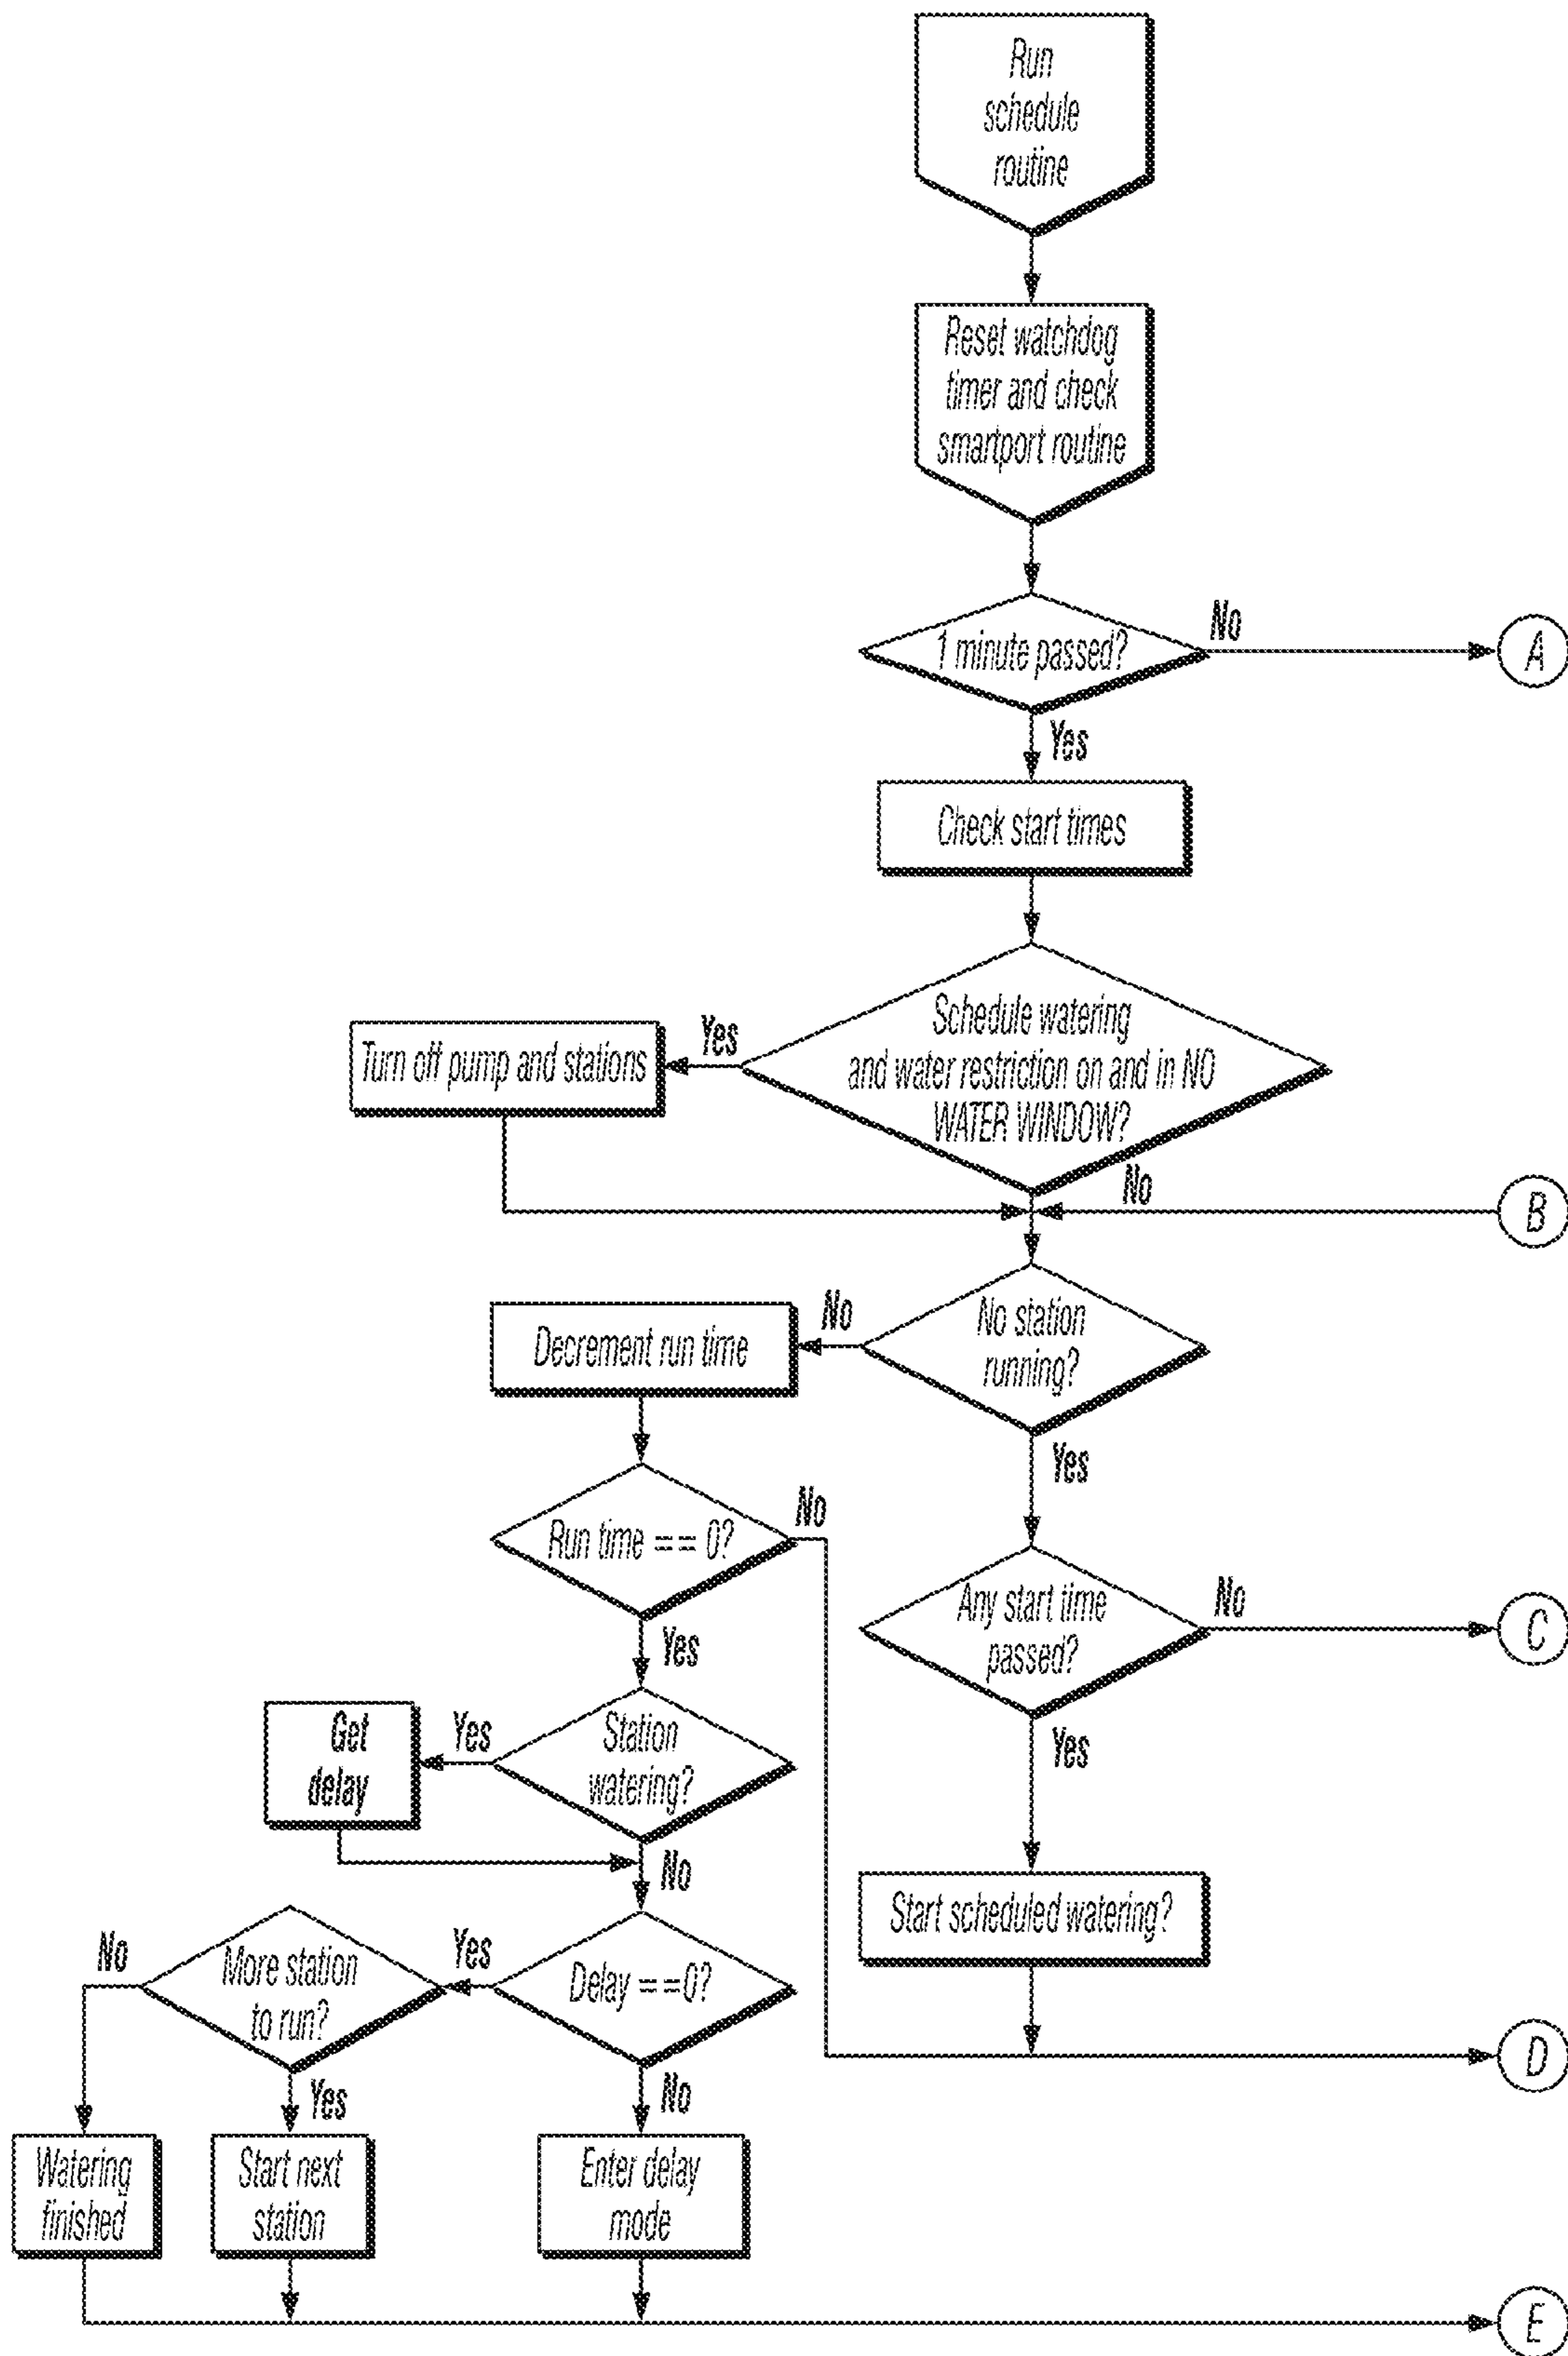 Run
schedule
routine
Reset watchdog
timer and check
smartport routine
1 minute passed?
No
A
Yes
Check start times
Schedule watering
and water restriction on and in NO
WATER WINDOW?
Yes
Turn off pump and stations
No
B
No station
running?
No
Decrement run time
Yes
Run time == 0?
No
Any start time
passed?
No
C
Yes
Yes
Station
watering?
Yes
Get
delay
No
Start scheduled watering?
Delay ==0?
Yes
More station
to run?
No
D
Yes
No
Watering
finished
Start next
station
Enter delay
mode
E